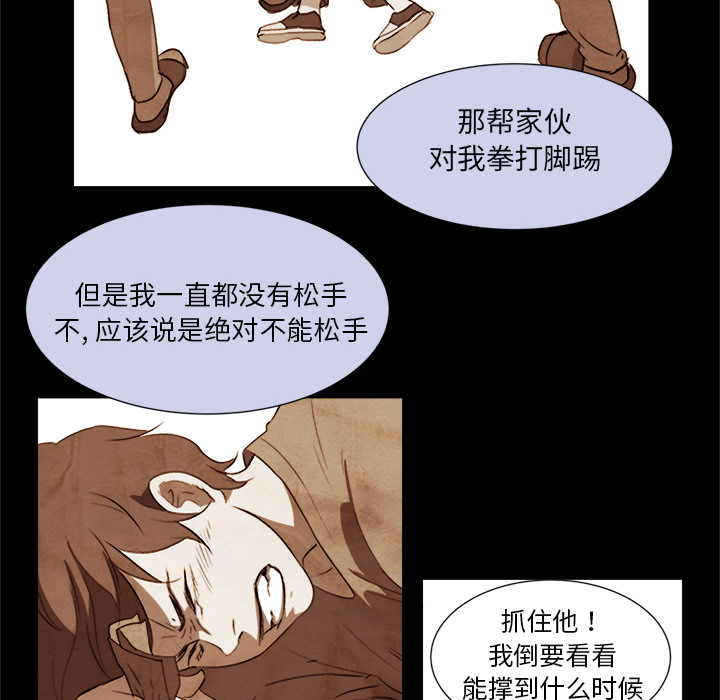 那帮家伙
对我拳打脚踢
但是我一直都没有松手
不, 应该说是绝对不能松手
抓住他！
我倒要看看
能撑到什么时候